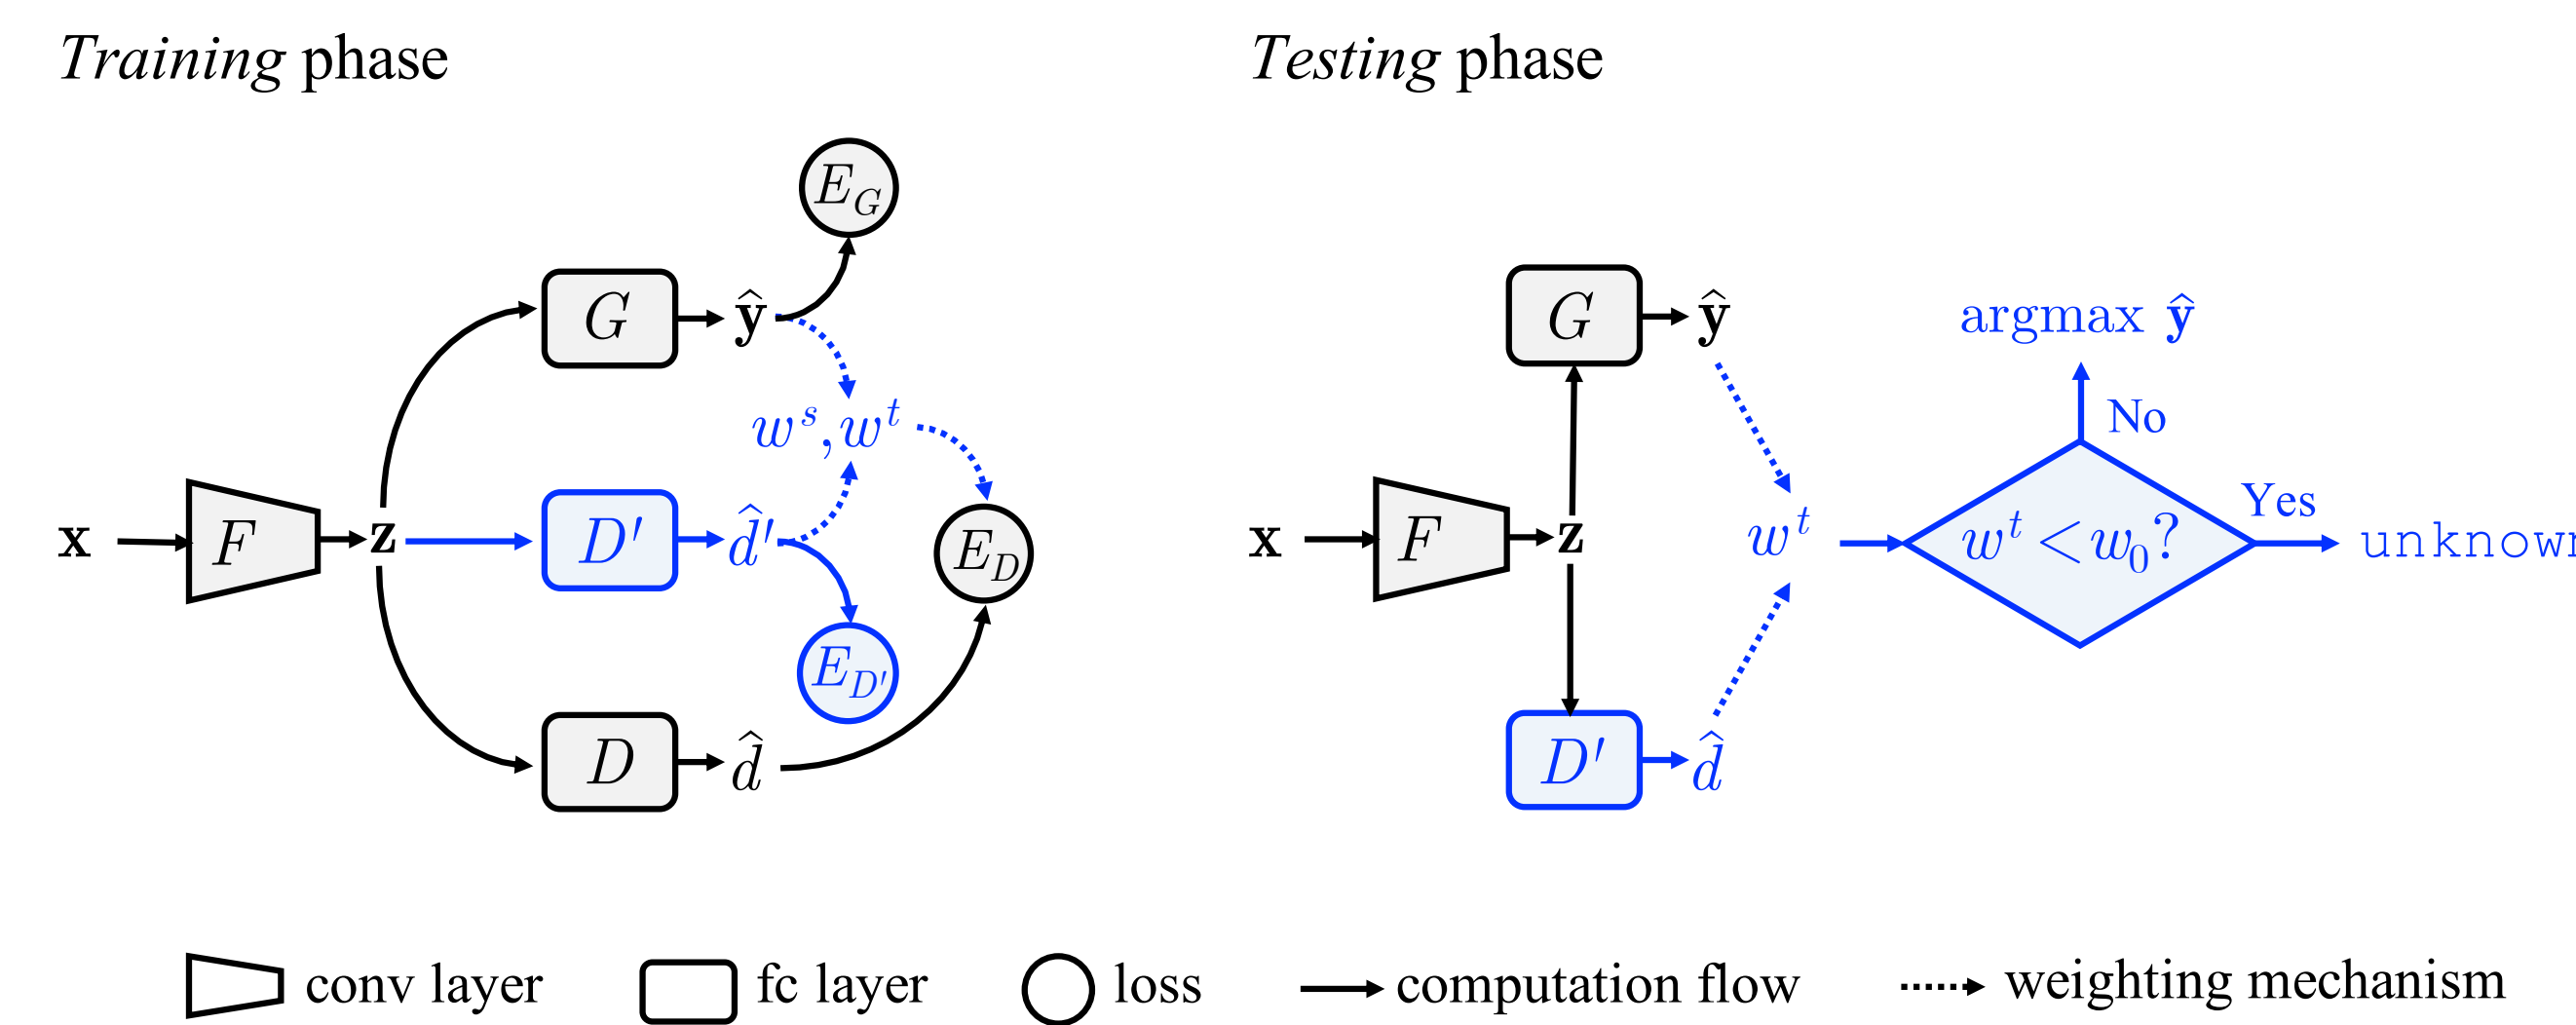 Training phase
E_G
G
ŷ
w^s, w^t
x
F
z
D′
d̂′
E_D
E_D′
D
d̂
Testing phase
G
ŷ
argmax ŷ
No
Yes
x
F
z
w^t
w^t < w_0?
unknown
D′
d̂
conv layer
fc layer
loss
computation flow
weighting mechanism